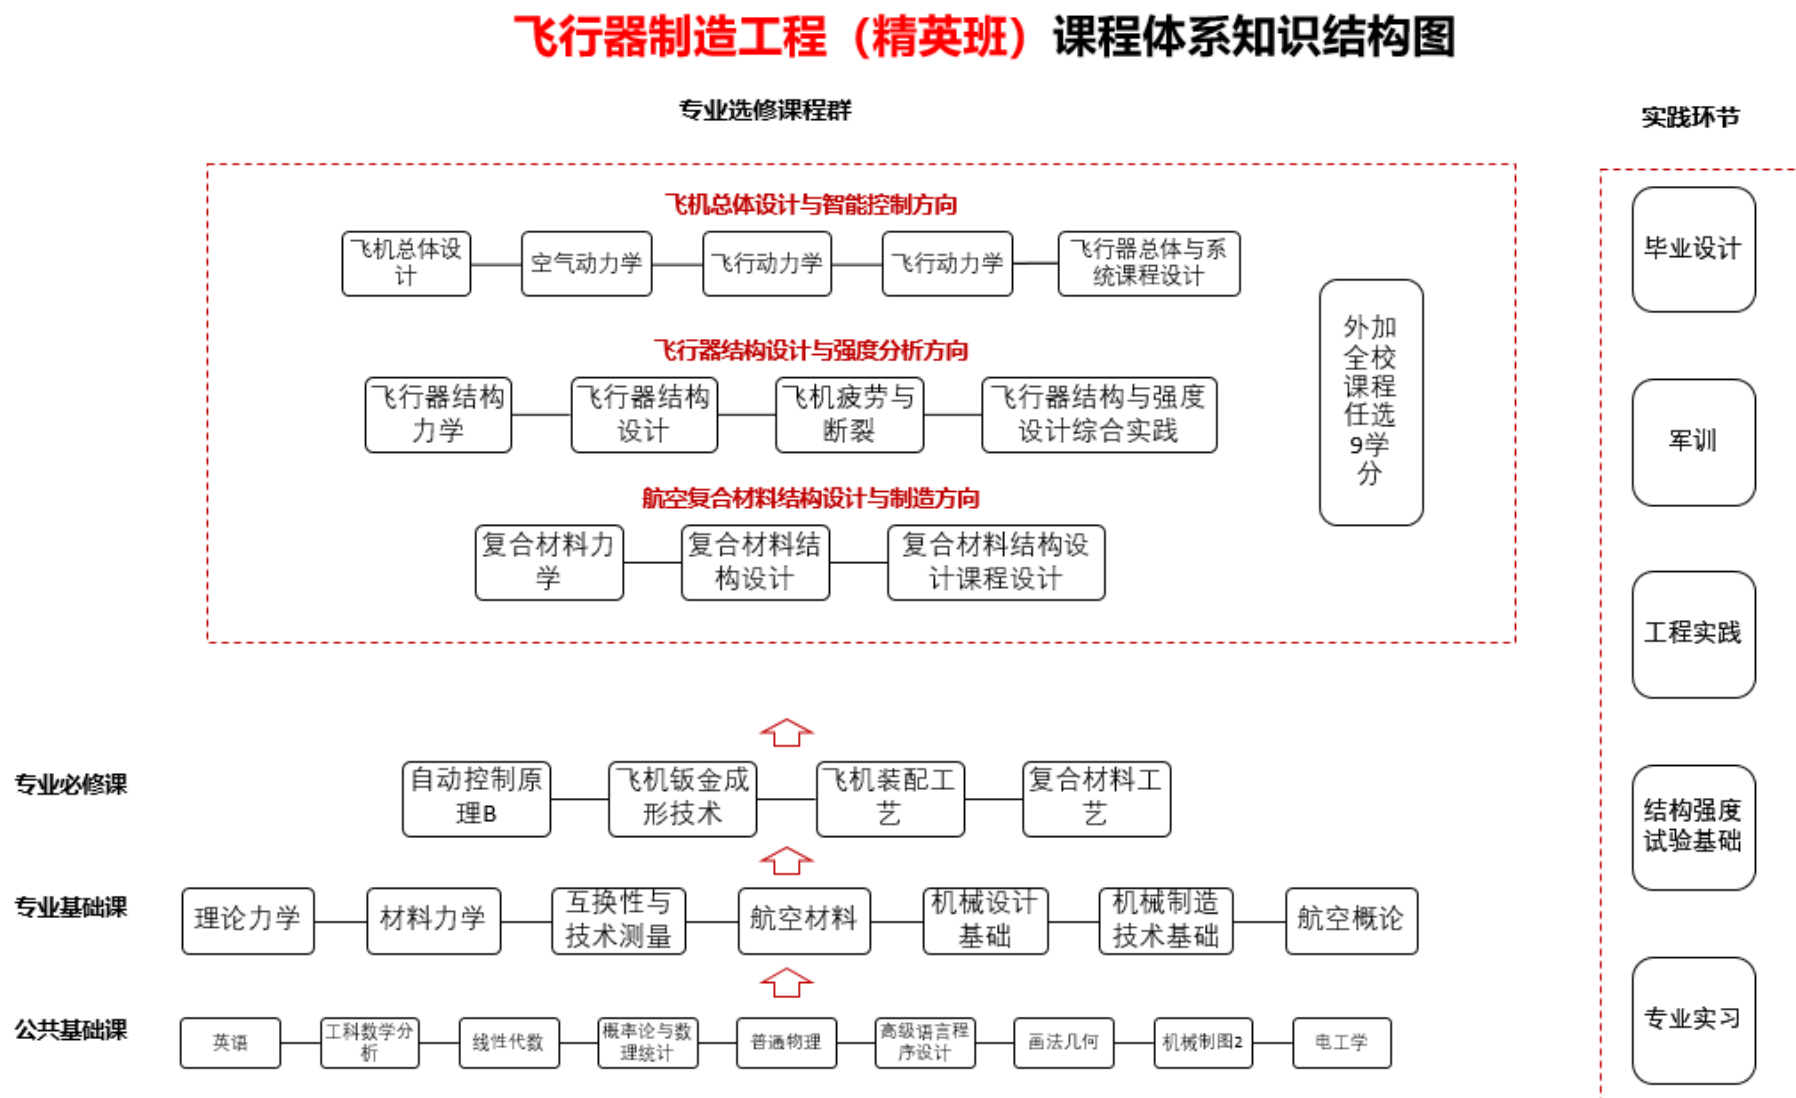 飞行器制造工程（精英班）课程体系知识结构图
专业选修课程群
实践环节
飞机总体设计与智能控制方向
飞机总体设
计
空气动力学
飞行动力学
飞行动力学
飞行器总体与系
统课程设计
飞行器结构设计与强度分析方向
飞行器结构
力学
飞行器结构
设计
飞机疲劳与
断裂
飞行器结构与强度
设计综合实践
航空复合材料结构设计与制造方向
复合材料力
学
复合材料结
构设计
复合材料结构设
计课程设计
外加
全校
课程
任选
9学
分
专业必修课
自动控制原
理B
飞机钣金成
形技术
飞机装配工
艺
复合材料工
艺
专业基础课
理论力学
材料力学
互换性与
技术测量
航空材料
机械设计
基础
机械制造
技术基础
航空概论
公共基础课
英语
工科数学分
析
线性代数
概率论与数
理统计
普通物理
高级语言程
序设计
画法几何
机械制图2
电工学
毕业设计
军训
工程实践
结构强度
试验基础
专业实习